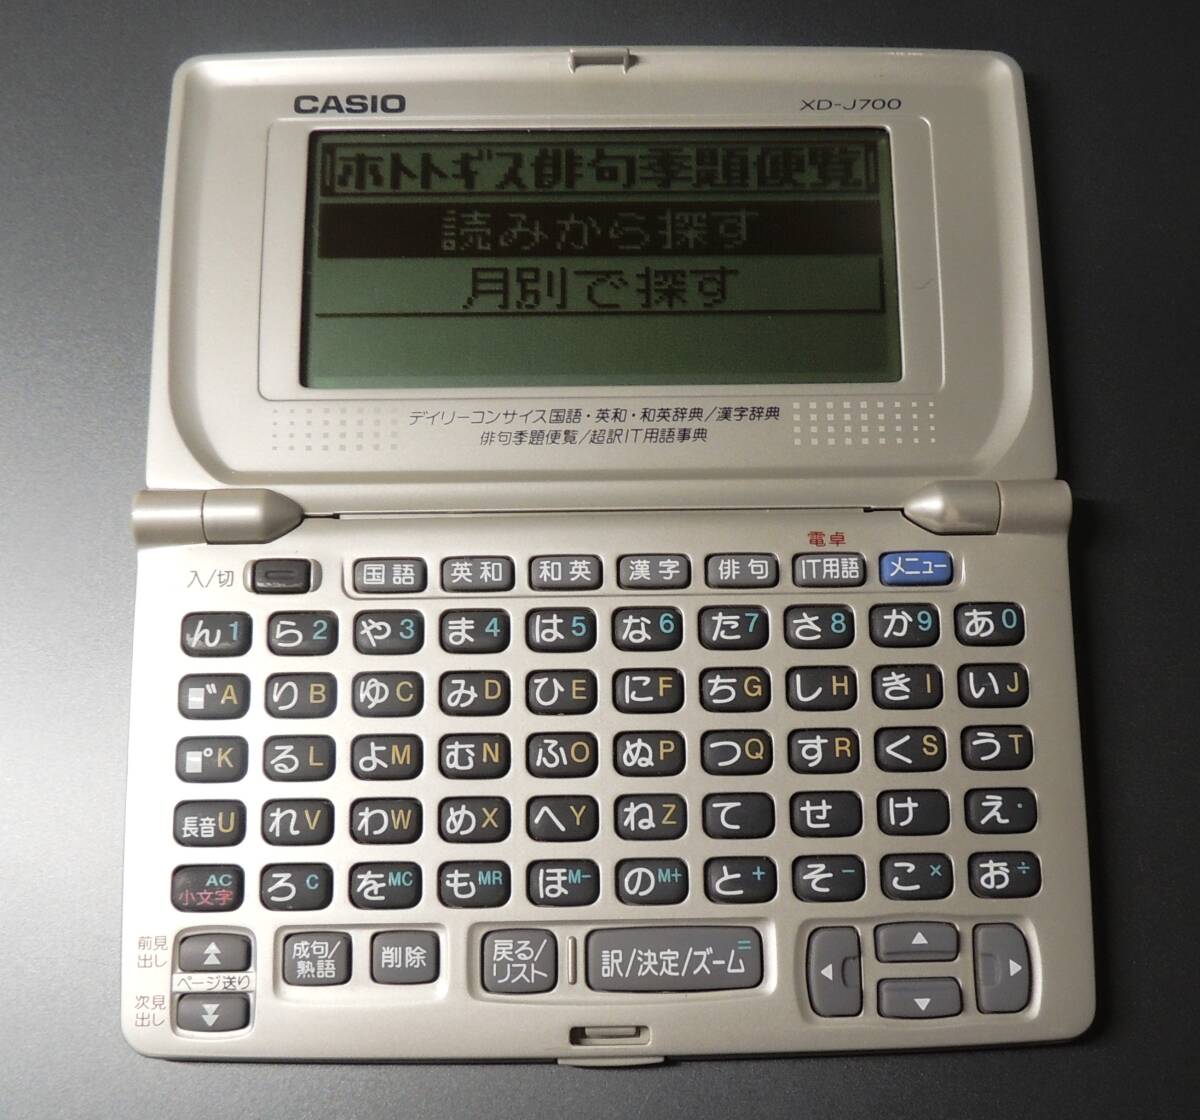 CASIO XD-J700
ホトトギス俳句季題便覧
読みから探す
月別で探す
デイリーコンサイス国語・英和・和英辞典/漢字辞典
俳句季題便覧/超訳IT用語事典
電卓
入/切 国語 英和 和英 漢字 俳句 IT用語 メニュー
ん1 ら2 や3 ま4 は5 な6 た7 さ8 か9 あ0
゛A りB ゆC みD ひE にF ちG しH きI いJ
゜K るL よM むN ふO ぬP つQ すR くS うT
長音U れV わW めX へY ねZ て せ け え.
AC 小文字 ろC をMC もMR ほM- のM+ と+ そ- こ× お÷
前見出し
ページ送り
次見出し
成句/熟語 削除 戻る/リスト 訳/決定/ズーム =
◀ ▲ ▼ ▶